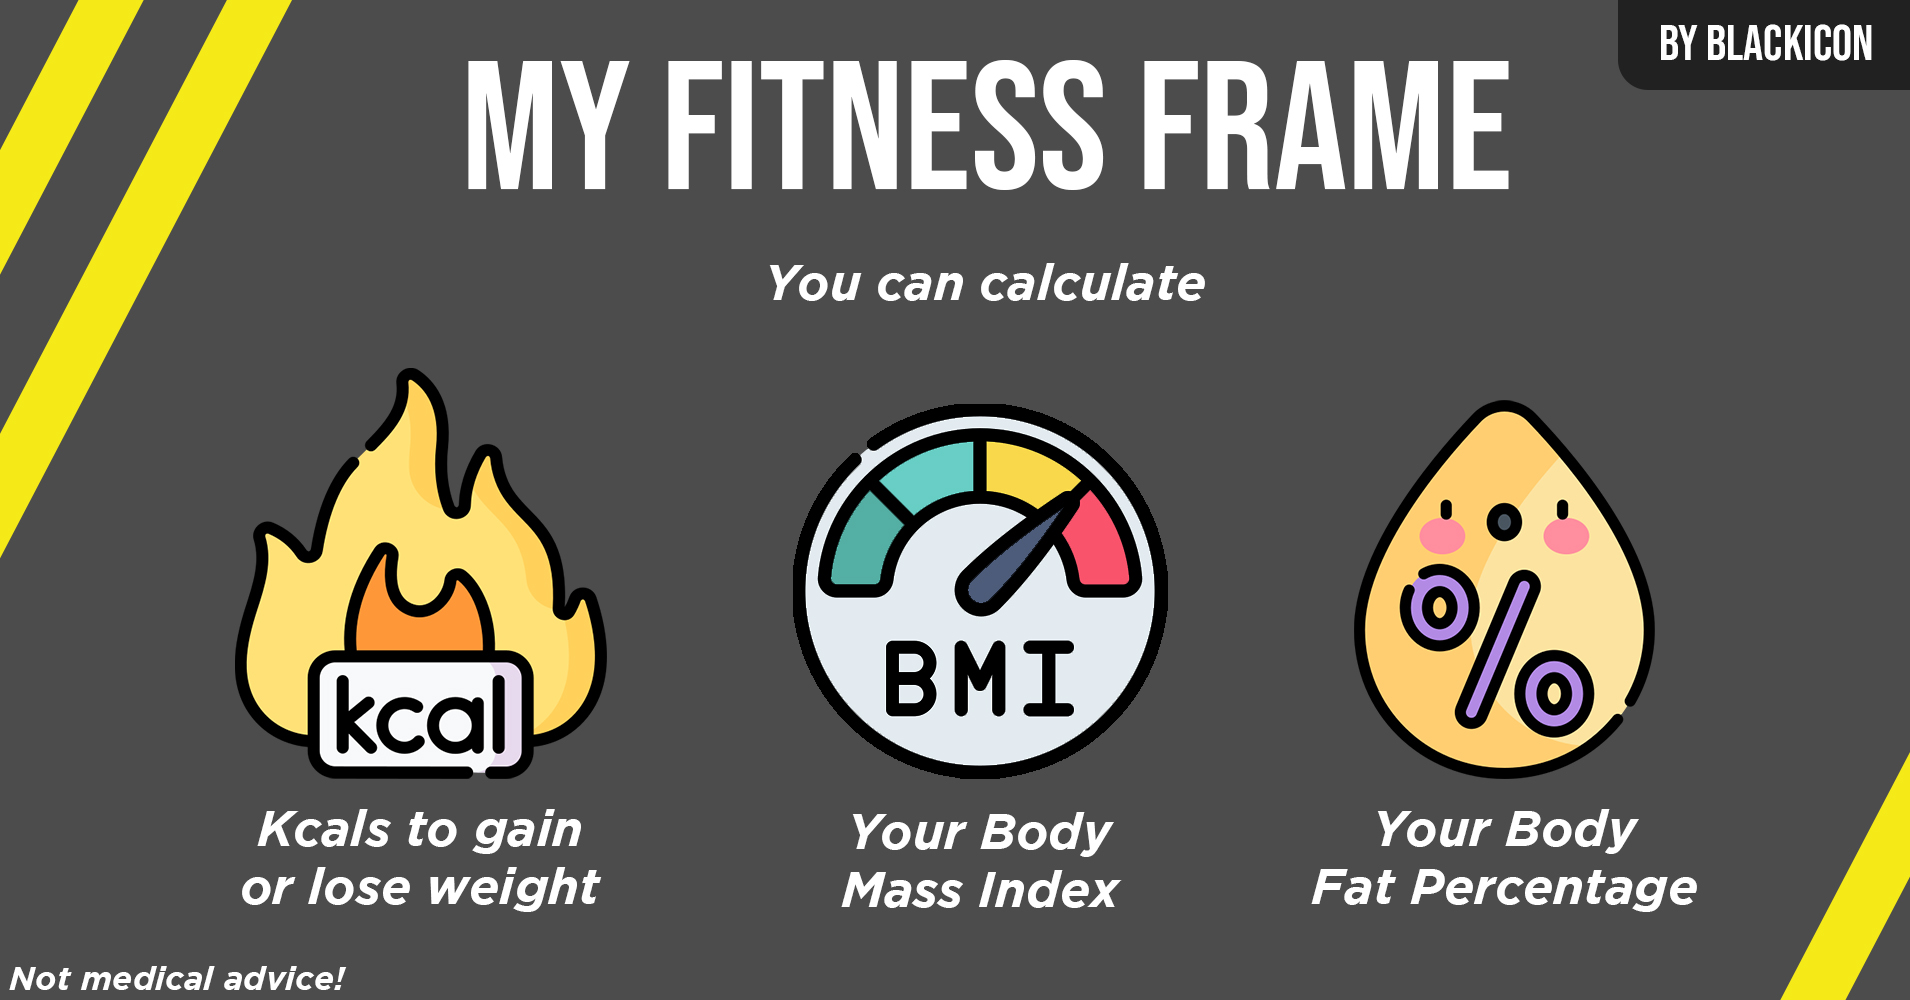 BY BLACKICON
MY FITNESS FRAME
You can calculate
kcal
BMI
%
Kcals to gain
or lose weight
Your Body
Mass Index
Your Body
Fat Percentage
Not medical advice!